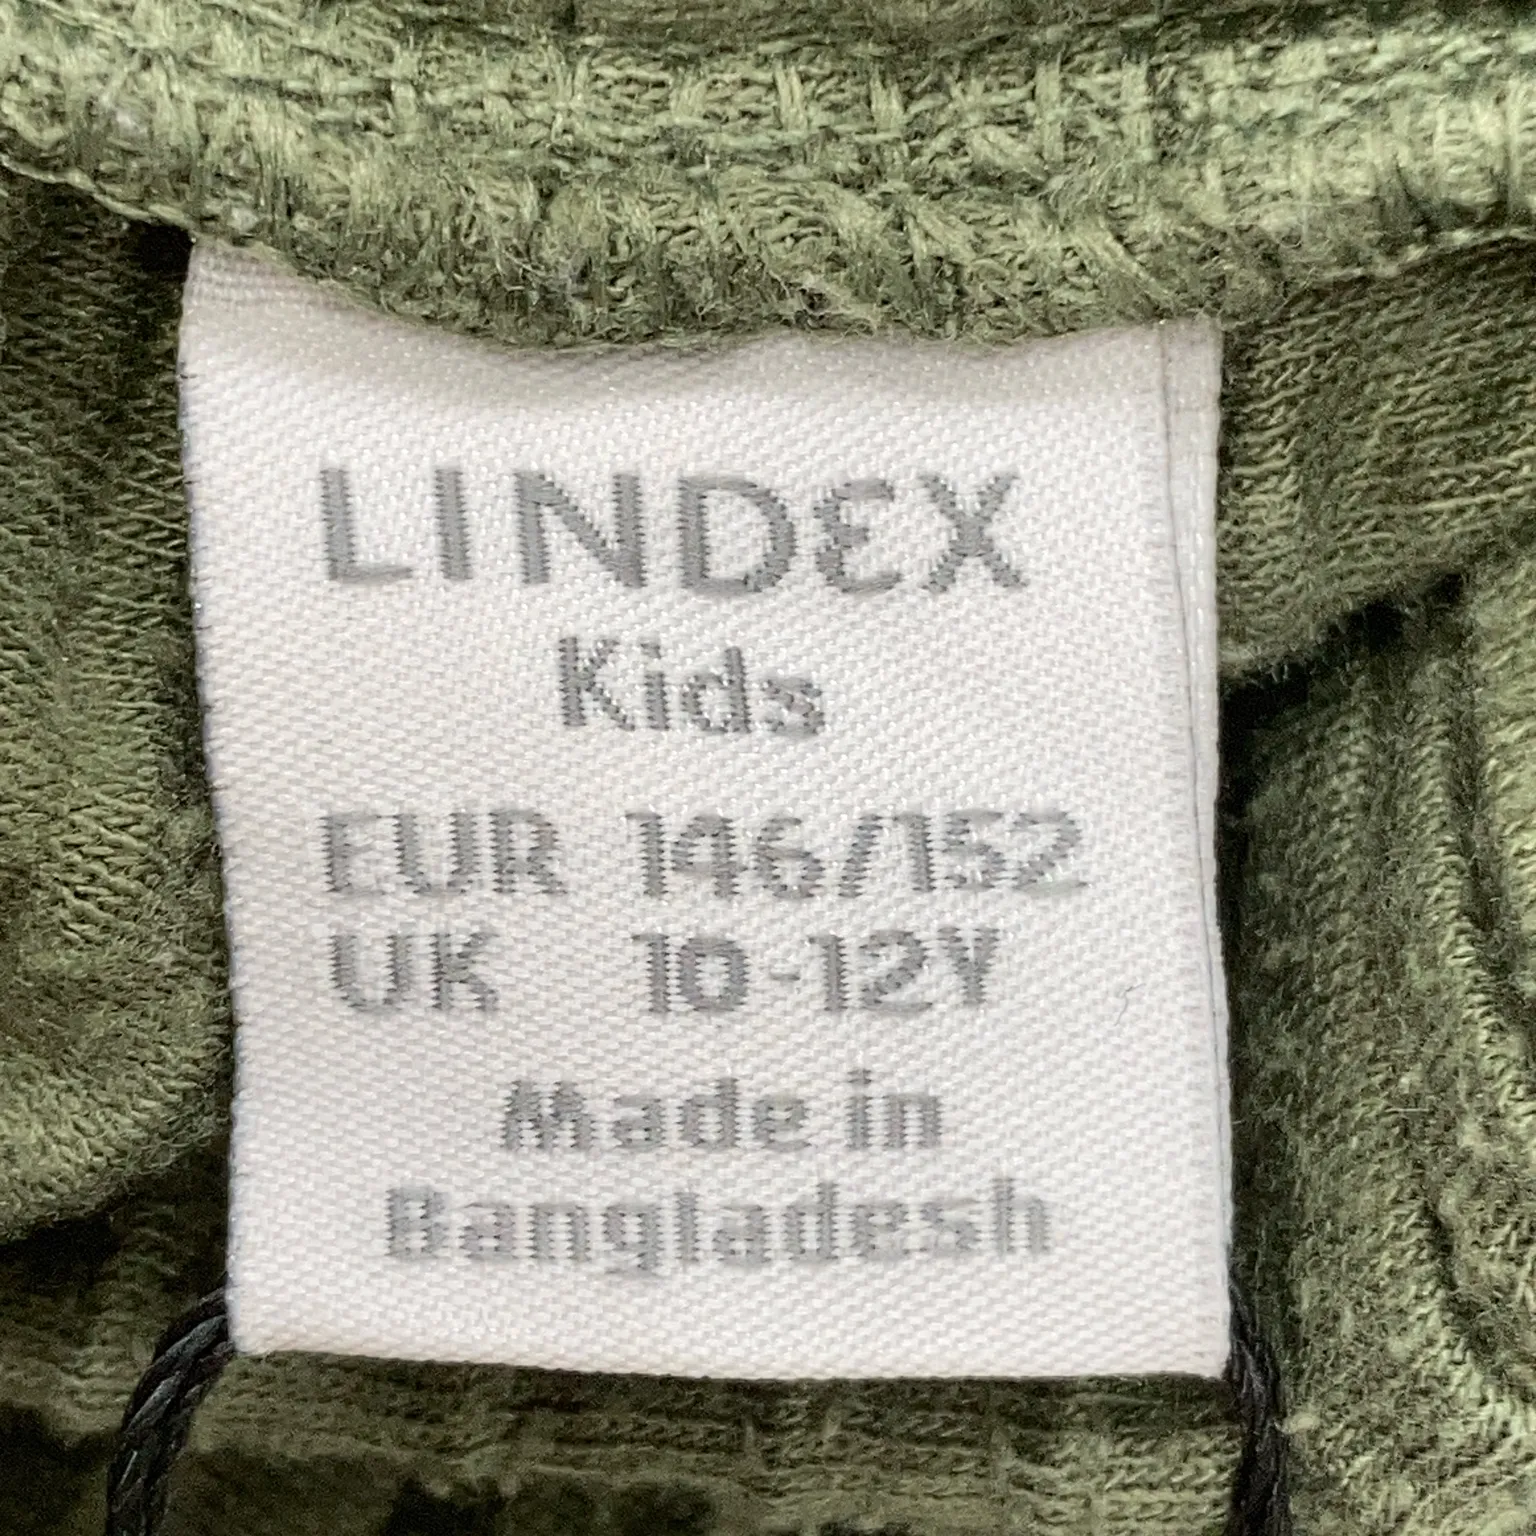 LINDEX
Kids
EUR 146/152
UK 10-12Y
Made in
Bangladesh